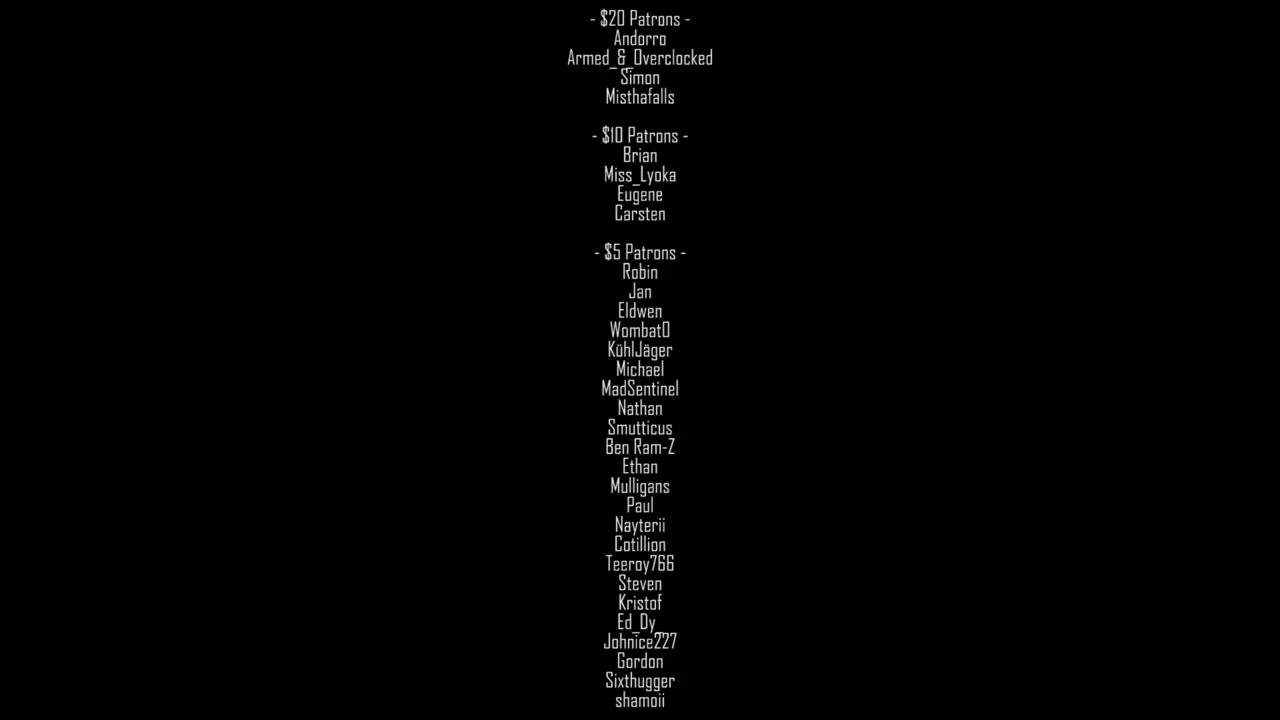 - $20 Patrons -
Andorro
Armed_&_Overclocked
Simon
Misthafalls
- $10 Patrons -
Brian
Miss_Lyoka
Eugene
Carsten
- $5 Patrons -
Robin
Jan
Eldwen
Wombat0
KühlJäger
Michael
MadSentinel
Nathan
Smutticus
Ben Ram-Z
Ethan
Mulligans
Paul
Nayterii
Cotillion
Teeroy766
Steven
Kristof
Ed_Dy_
Johnice227
Gordon
Sixthugger
shamoii